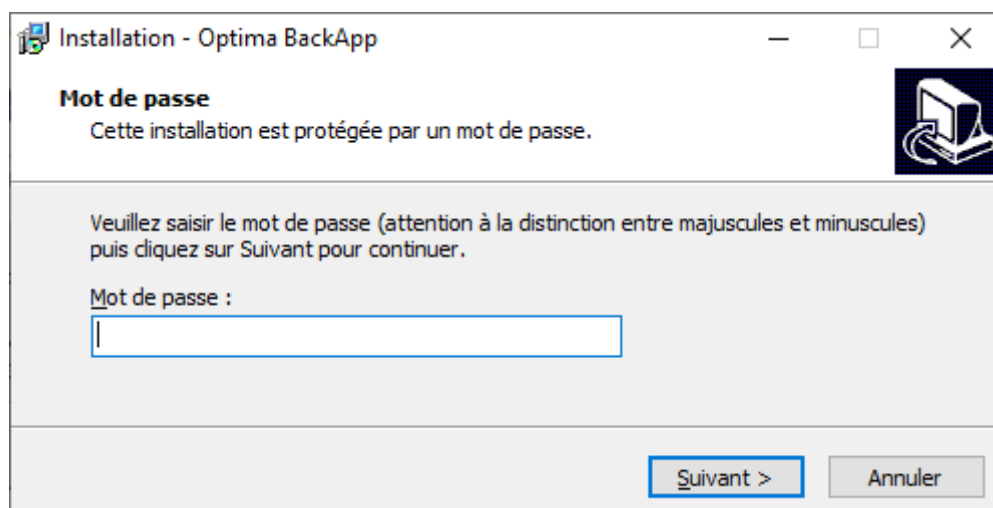 Installation - Optima BackApp
Mot de passe
Cette installation est protégée par un mot de passe.
Veuillez saisir le mot de passe (attention à la distinction entre majuscules et minuscules)
puis cliquez sur Suivant pour continuer.
Mot de passe :
Suivant > Annuler